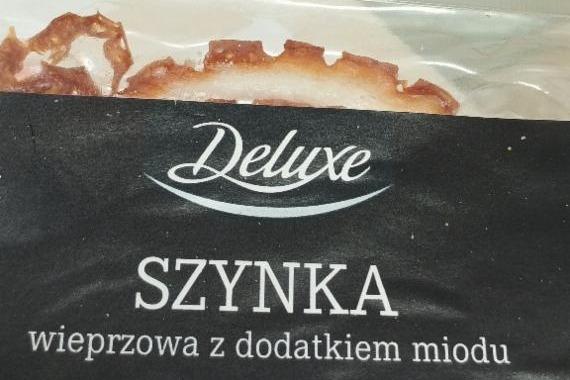 Deluxe
SZYNKA
wieprzowa z dodatkiem miodu